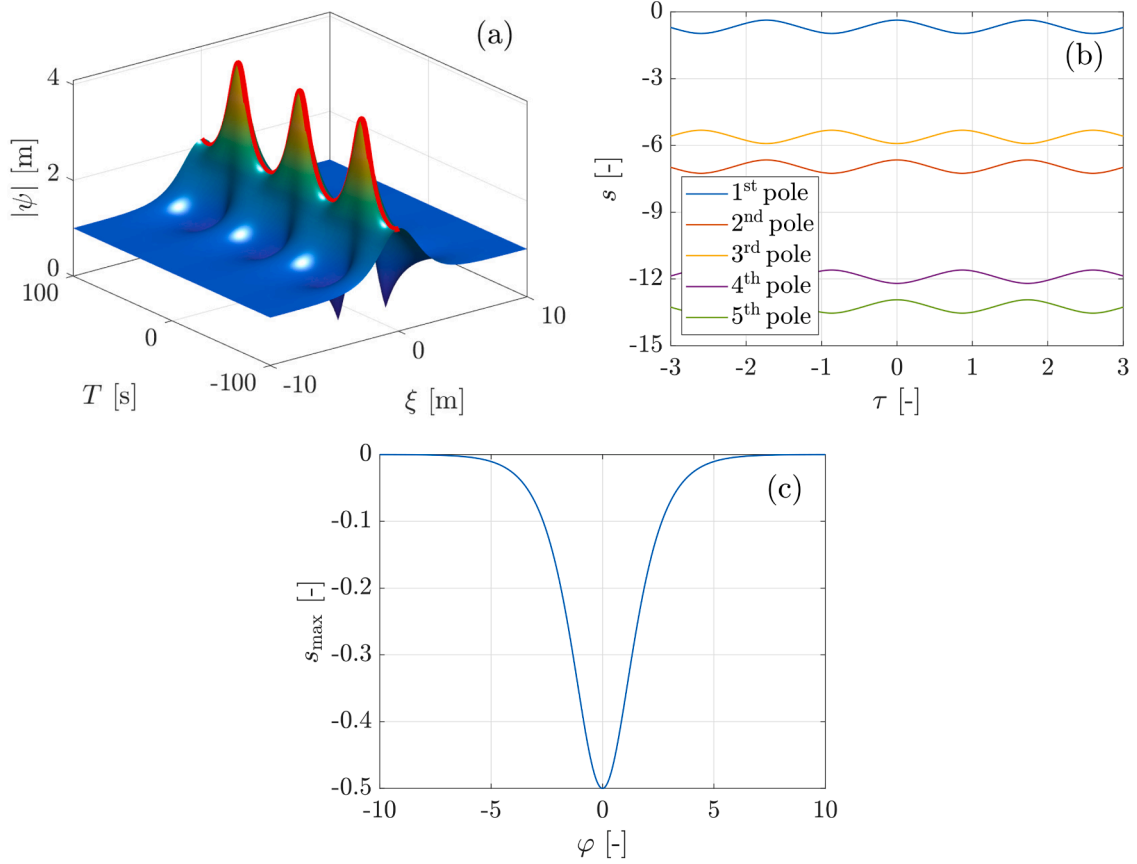 (a)
4
2
0
|ψ| [m]
100
0
-100
T [s]
-10
0
10
ξ [m]
(b)
0
-3
-6
-9
-12
-15
s [-]
1st pole
2nd pole
3rd pole
4th pole
5th pole
-3 -2 -1 0 1 2 3
τ [-]
(c)
0
-0.1
-0.2
-0.3
-0.4
-0.5
smax [-]
-10 -5 0 5 10
φ [-]